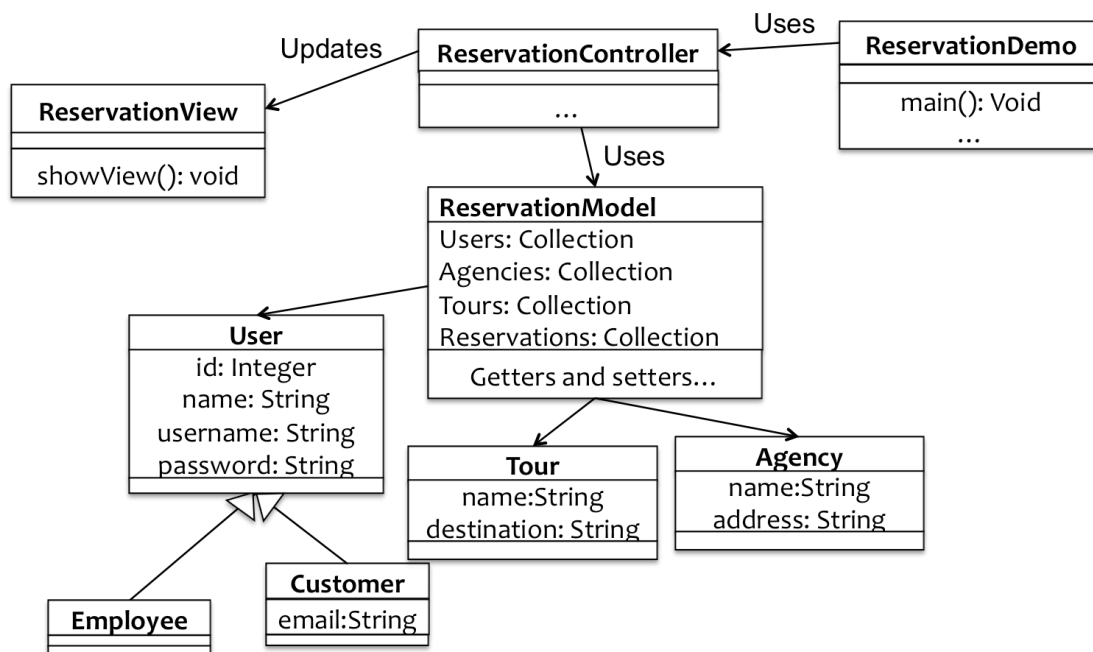 Uses
Updates
ReservationController
...
ReservationDemo
main(): Void
...
ReservationView
showView(): void
Uses
ReservationModel
Users: Collection
Agencies: Collection
Tours: Collection
Reservations: Collection
Getters and setters...
User
id: Integer
name: String
username: String
password: String
Tour
name:String
destination: String
Agency
name:String
address: String
Customer
email:String
Employee